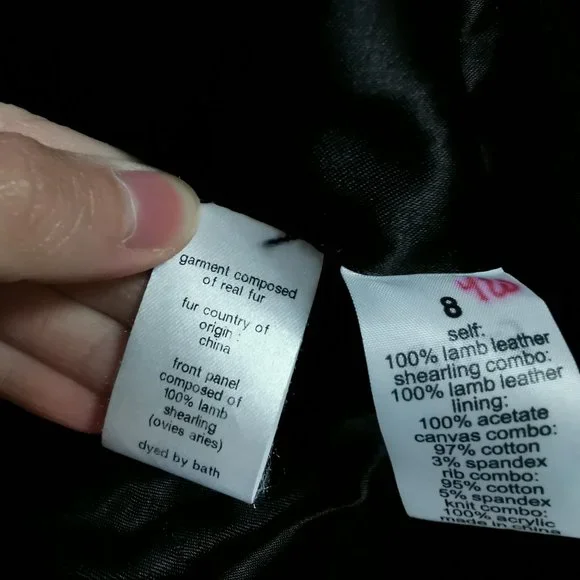 garment composed
of real fur
fur country of
origin :
china
front panel
composed of
100% lamb
shearling
(ovies aries)
dyed by bath
8
self:
100% lamb leather
shearling combo:
100% lamb leather
lining:
100% acetate
canvas combo:
97% cotton
3% spandex
rib combo:
95% cotton
5% spandex
knit combo:
100% acrylic
made in china